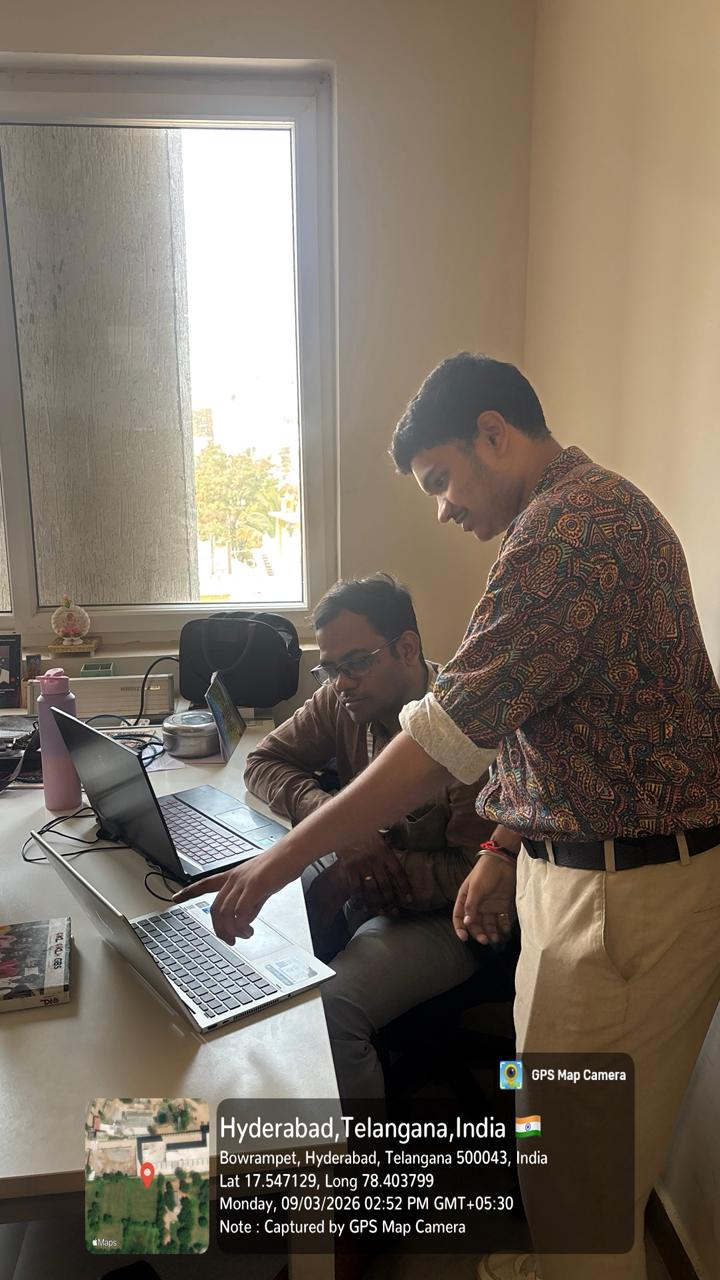 GPS Map Camera
Hyderabad,Telangana,India 🇮🇳
Bowrampet, Hyderabad, Telangana 500043, India
Lat 17.547129, Long 78.403799
Monday, 09/03/2026 02:52 PM GMT+05:30
Note : Captured by GPS Map Camera
Maps